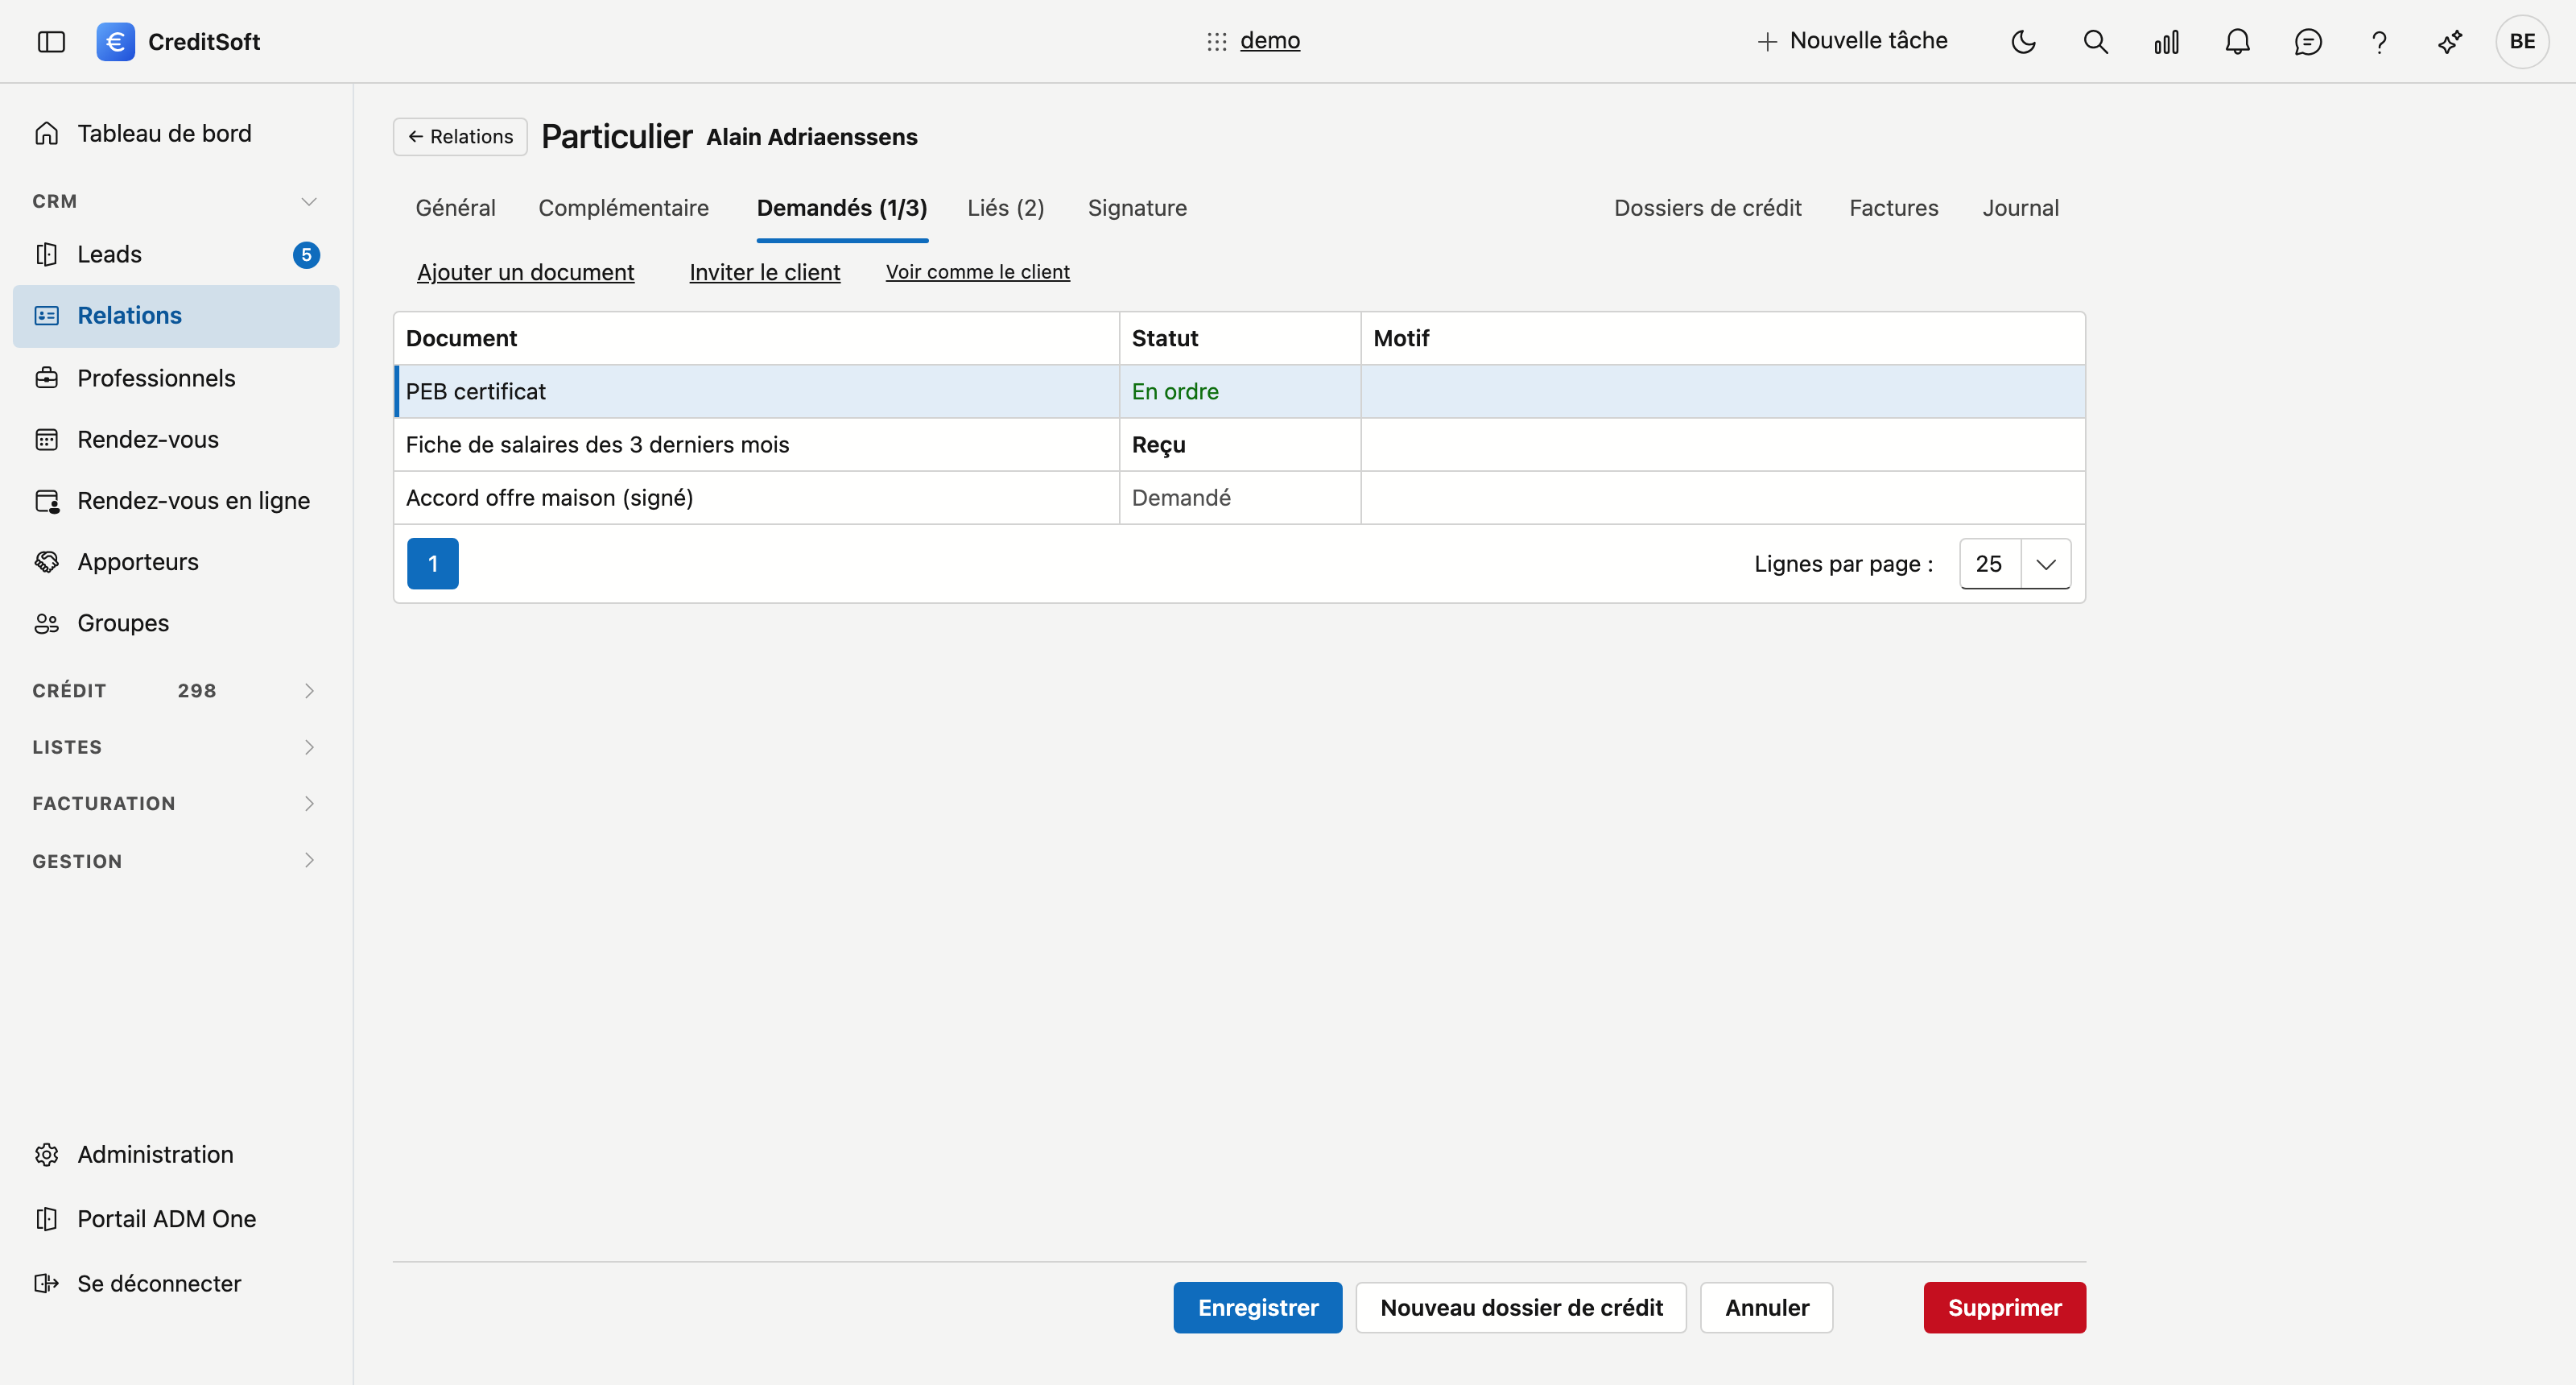 CreditSoft
demo
Nouvelle tâche
BE
Tableau de bord
CRM
Leads 5
Relations
Professionnels
Rendez-vous
Rendez-vous en ligne
Apporteurs
Groupes
CRÉDIT 298
LISTES
FACTURATION
GESTION
Administration
Portail ADM One
Se déconnecter
← Relations Particulier Alain Adriaenssens
Général Complémentaire Demandés (1/3) Liés (2) Signature Dossiers de crédit Factures Journal
Ajouter un document Inviter le client Voir comme le client
Document Statut Motif
PEB certificat En ordre
Fiche de salaires des 3 derniers mois Reçu
Accord offre maison (signé) Demandé
1 Lignes par page : 25
Enregistrer Nouveau dossier de crédit Annuler Supprimer